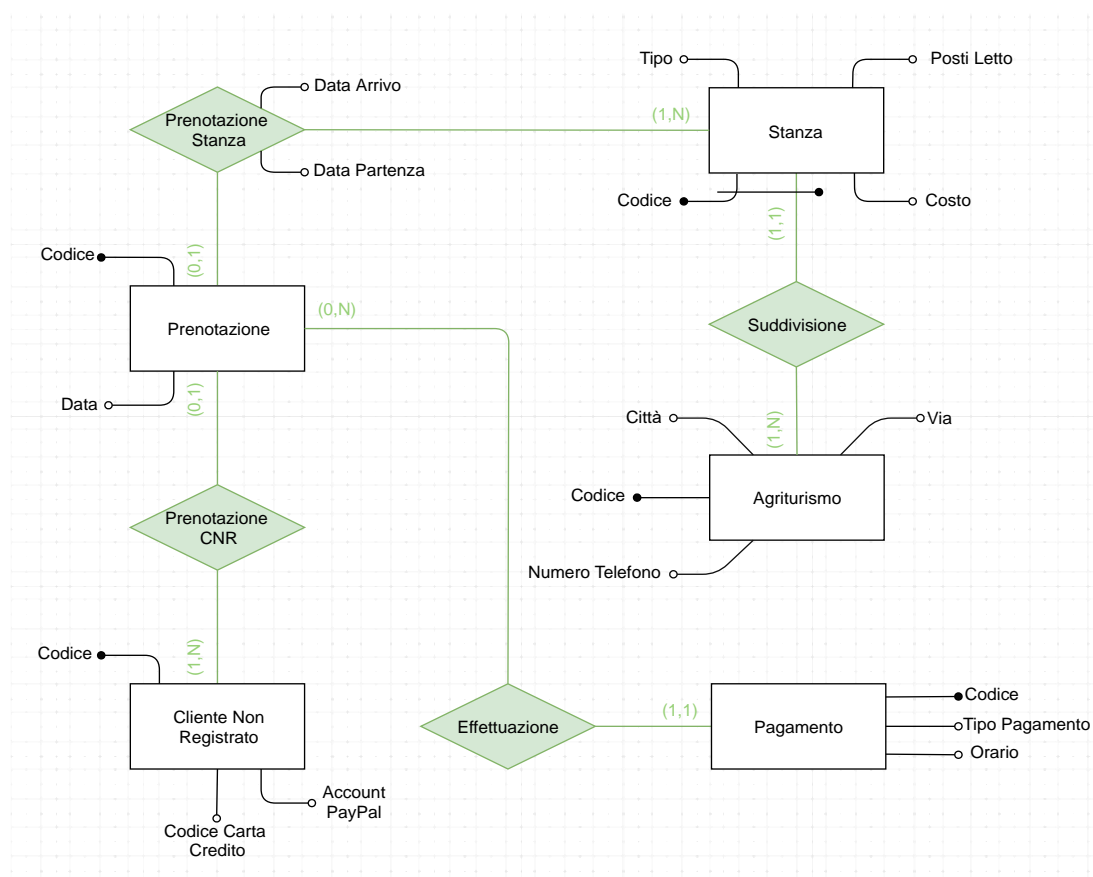 Tipo
Posti Letto
Data Arrivo
Prenotazione
Stanza
(1,N)
Stanza
Data Partenza
Codice
Costo
(1,1)
Codice
(0,1)
(0,N)
Prenotazione
Suddivisione
(0,1)
Data
Città
(1,N)
Via
Codice
Agriturismo
Prenotazione
CNR
Numero Telefono
Codice
(1,N)
Cliente Non
Registrato
Effettuazione
(1,1)
Pagamento
Codice
Tipo Pagamento
Orario
Account
PayPal
Codice Carta
Credito